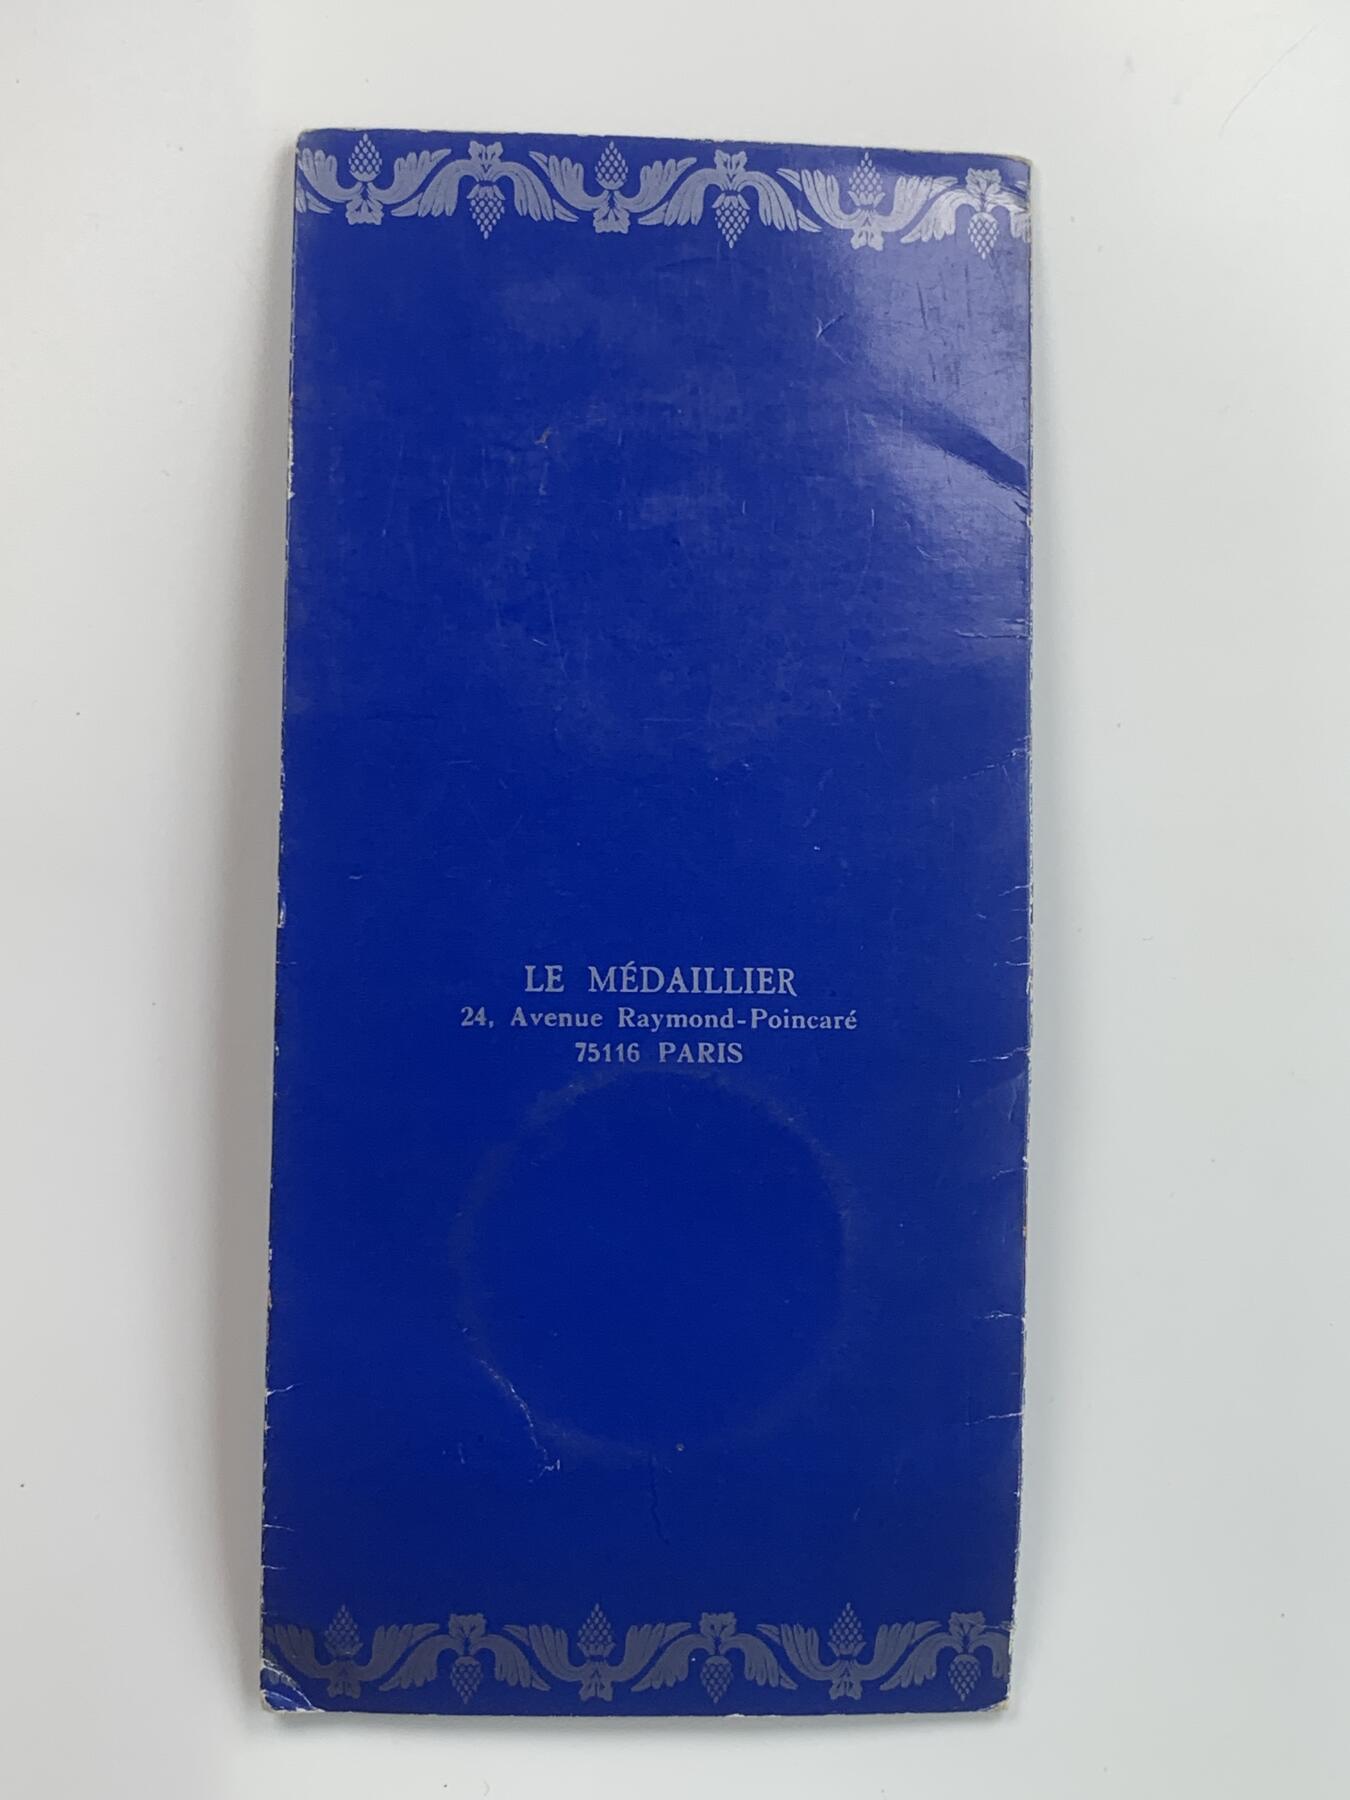 LE MÉDAILLIER
24, Avenue Raymond-Poincaré
75116 PARIS